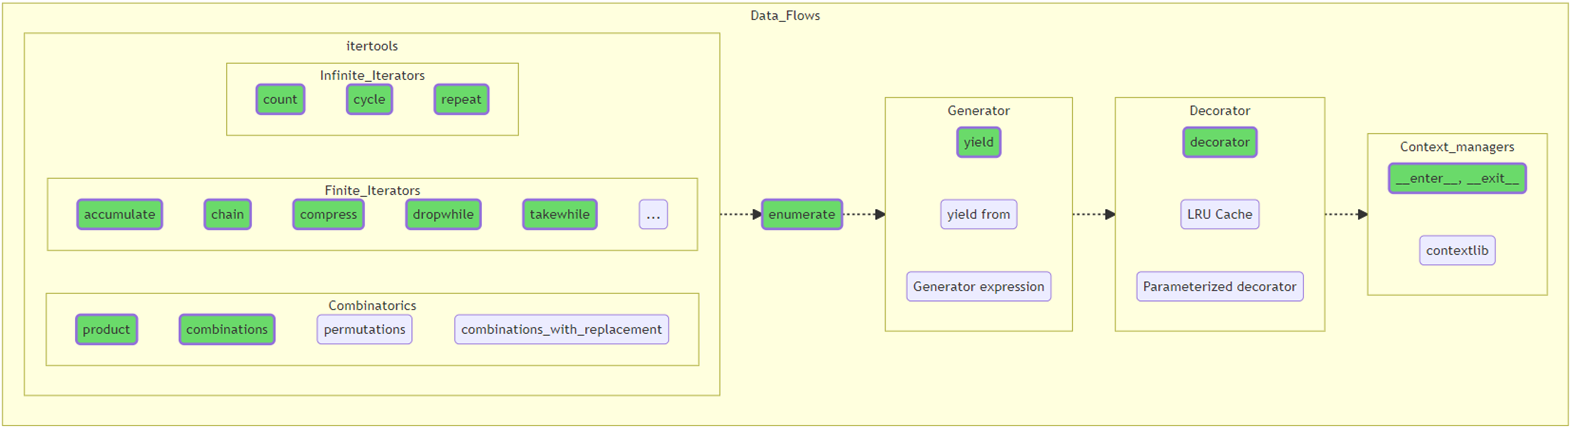 Data_Flows
itertools
Infinite_Iterators
count cycle repeat
Finite_Iterators
accumulate chain compress dropwhile takewhile ...
Combinatorics
product combinations permutations combinations_with_replacement
enumerate
Generator
yield
yield from
Generator expression
Decorator
decorator
LRU Cache
Parameterized decorator
Context_managers
__enter__, __exit__
contextlib